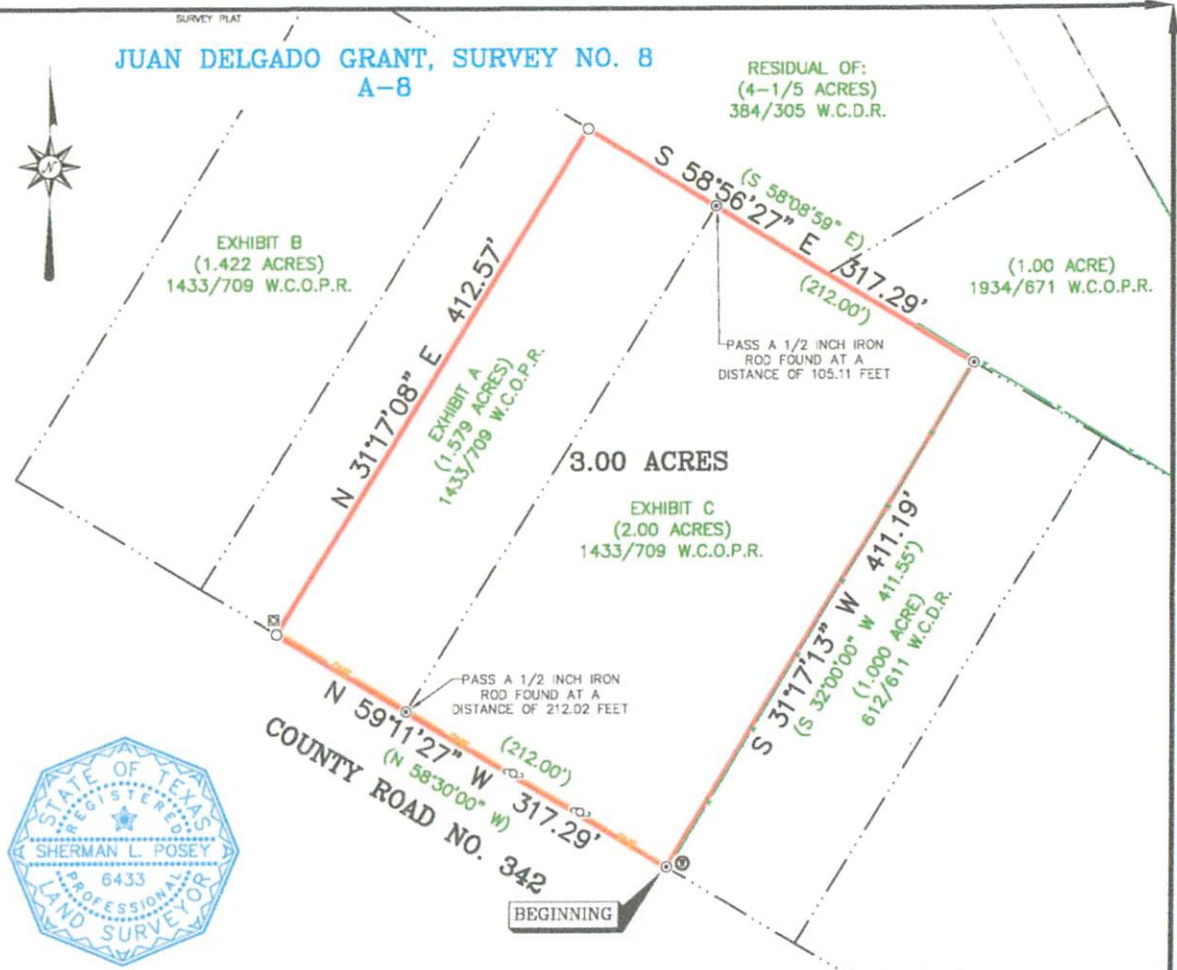 SURVEY PLAT
JUAN DELGADO GRANT, SURVEY NO. 8
A-8
RESIDUAL OF:
(4-1/5 ACRES)
384/305 W.C.D.R.
N
EXHIBIT B
(1.422 ACRES)
1433/709 W.C.O.P.R.
S 58°56'27" E 317.29'
(S 58°08'59" E)
(212.00')
(1.00 ACRE)
1934/671 W.C.O.P.R.
PASS A 1/2 INCH IRON
ROD FOUND AT A
DISTANCE OF 105.11 FEET
N 31°17'08" E 412.57'
EXHIBIT A
(1.579 ACRES)
1433/709 W.C.O.P.R.
3.00 ACRES
EXHIBIT C
(2.00 ACRES)
1433/709 W.C.O.P.R.
S 31°17'13" W 411.19'
(S 32°00'00" W 411.55')
(1.000 ACRE)
612/611 W.C.D.R.
PASS A 1/2 INCH IRON
ROD FOUND AT A
DISTANCE OF 212.02 FEET
N 59°11'27" W 317.29'
(212.00')
(N 58°30'00" W)
COUNTY ROAD NO. 342
BEGINNING
STATE OF TEXAS
REGISTERED
SHERMAN L. POSEY
6433
PROFESSIONAL
LAND SURVEYOR